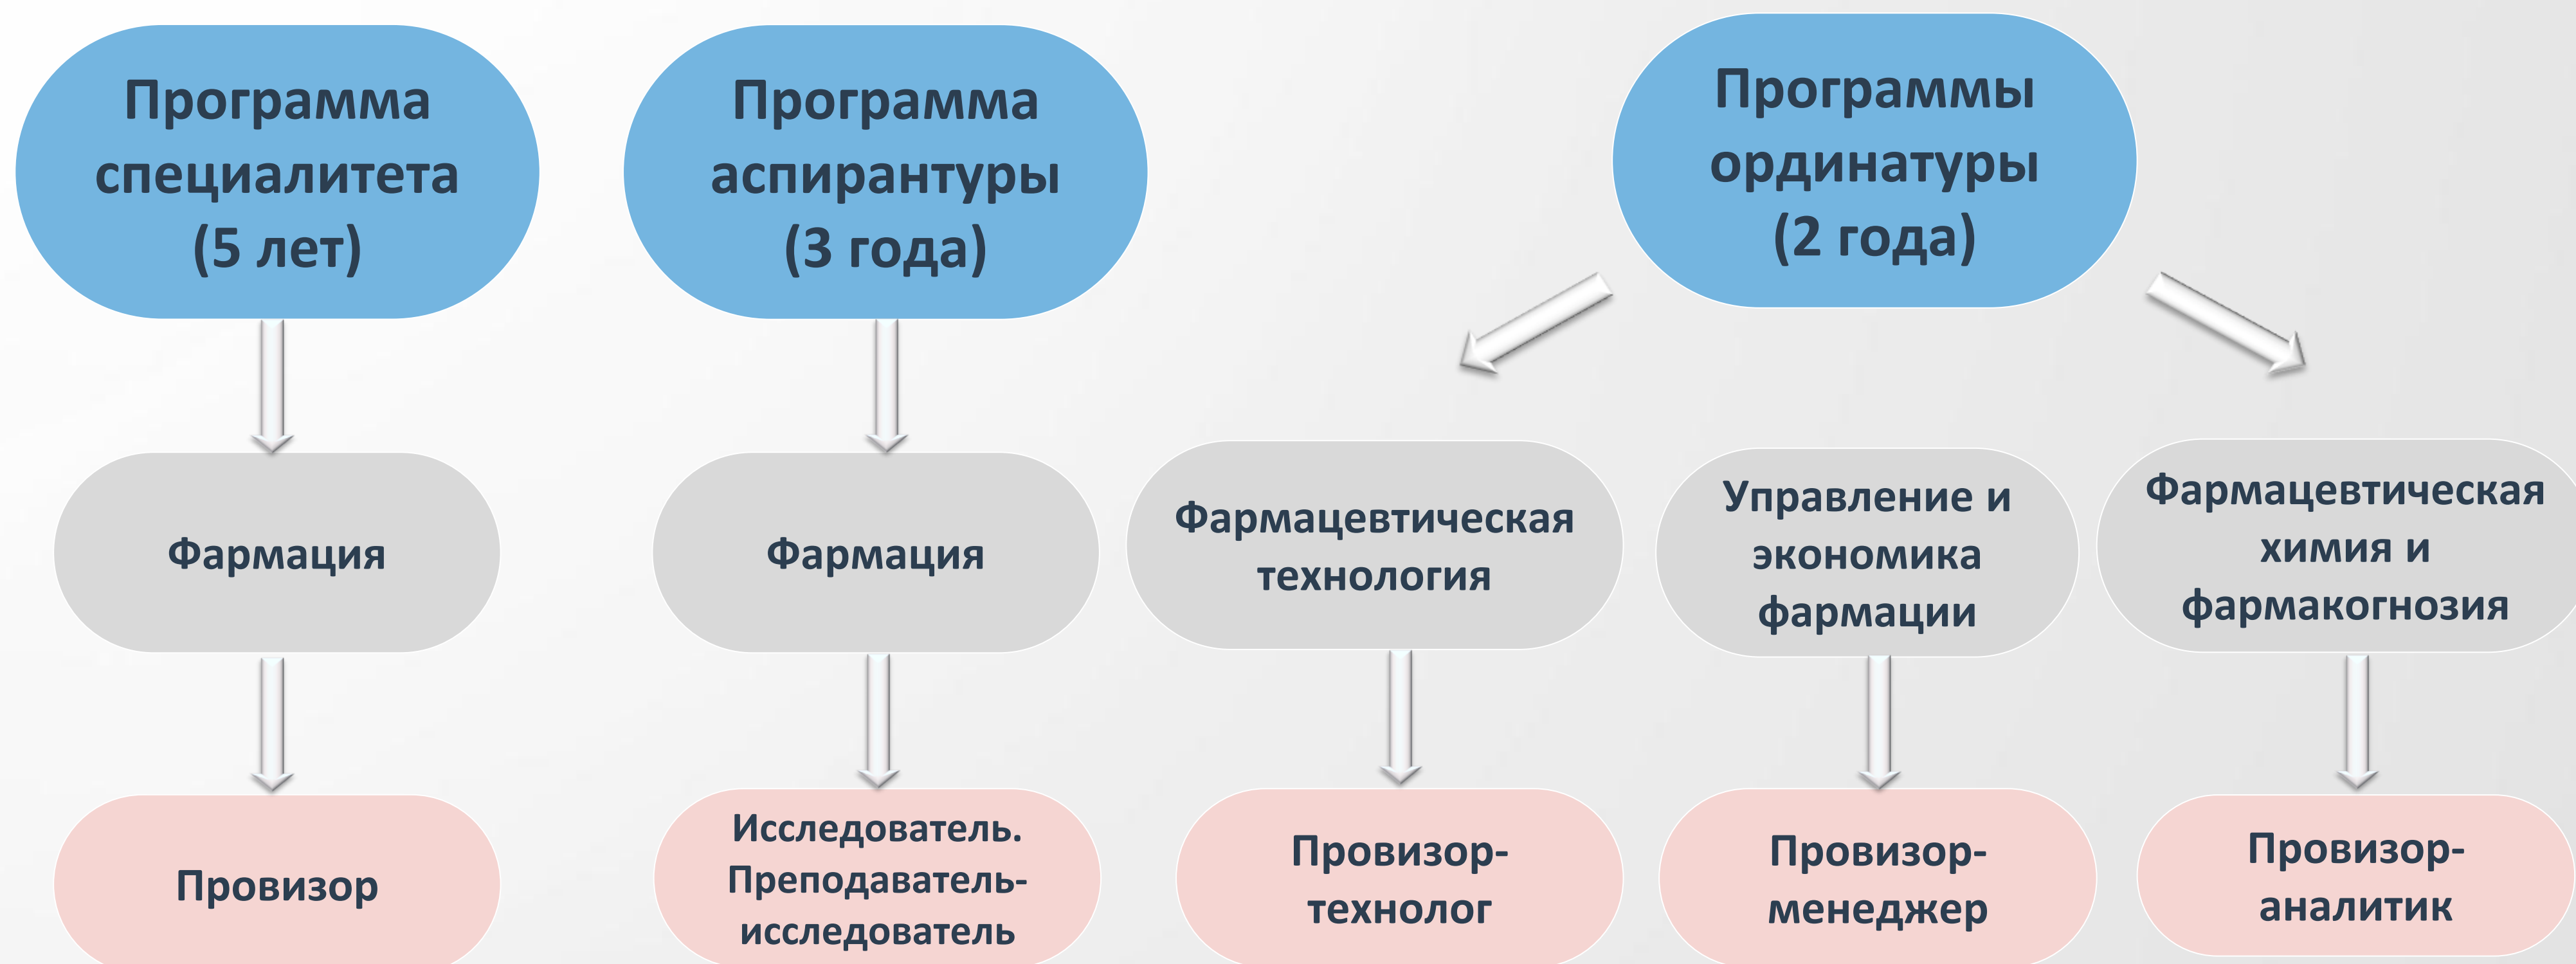 Программа
специалитета
(5 лет)
Программа
аспирантуры
(3 года)
Программы
ординатуры
(2 года)
Фармация
Фармация
Фармацевтическая
технология
Управление и
экономика
фармации
Фармацевтическая
химия и
фармакогнозия
Провизор
Исследователь.
Преподаватель-
исследователь
Провизор-
технолог
Провизор-
менеджер
Провизор-
аналитик